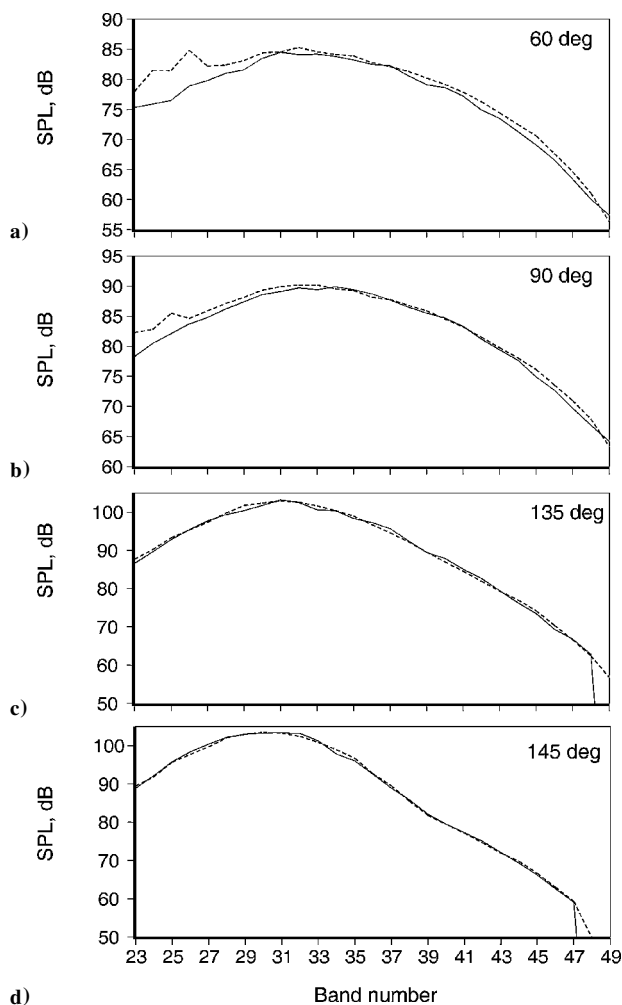 90
85
80
75
70
65
60
55
SPL, dB
60 deg
a)
95
90
85
80
75
70
65
60
SPL, dB
90 deg
b)
100
90
80
70
60
50
SPL, dB
135 deg
c)
100
90
80
70
60
50
SPL, dB
145 deg
23 25 27 29 31 33 35 37 39 41 43 45 47 49
d)
Band number